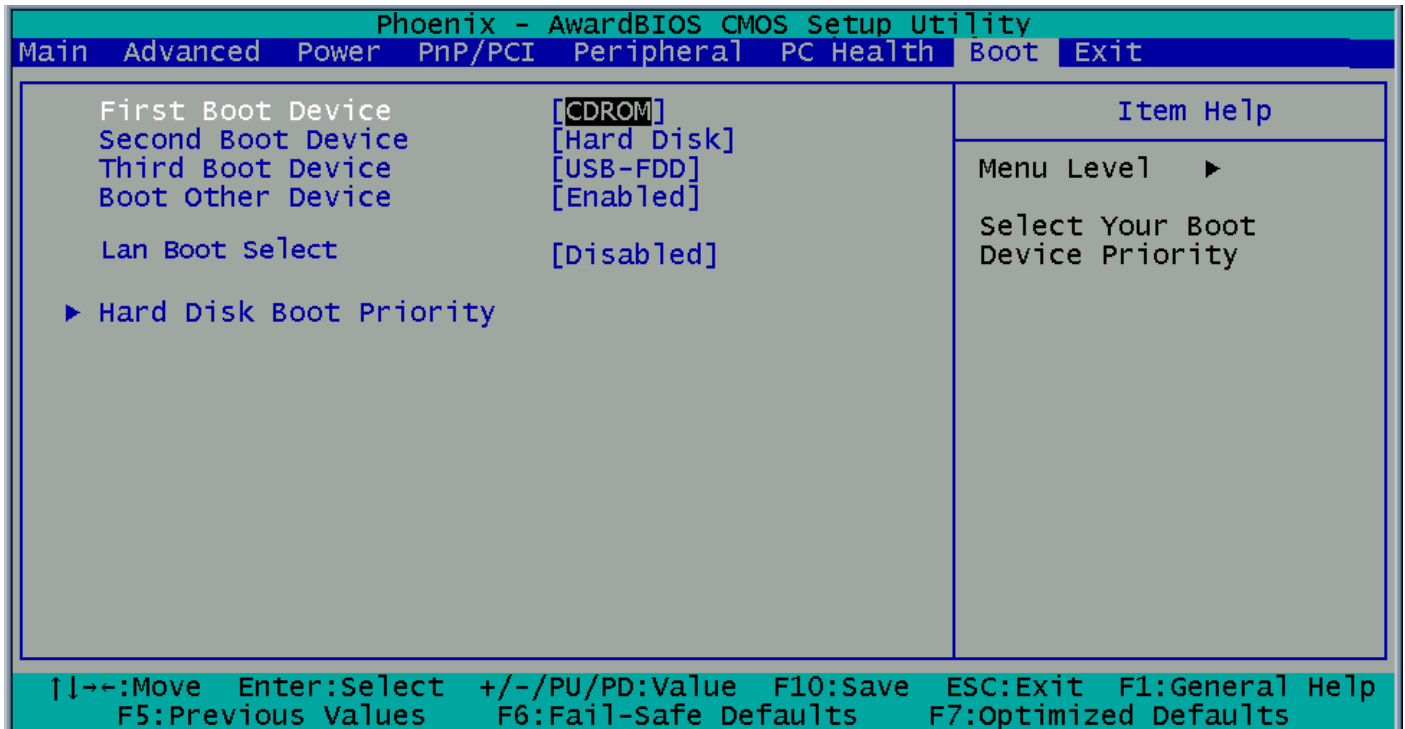 Phoenix - AwardBIOS CMOS Setup Utility
Main Advanced Power PnP/PCI Peripheral PC Health Boot Exit
First Boot Device [CDROM]
Second Boot Device [Hard Disk]
Third Boot Device [USB-FDD]
Boot Other Device [Enabled]
Lan Boot Select [Disabled]
▶ Hard Disk Boot Priority
Item Help
Menu Level ▶
Select Your Boot
Device Priority
↑↓→←:Move Enter:Select +/-/PU/PD:Value F10:Save ESC:Exit F1:General Help
F5:Previous Values F6:Fail-Safe Defaults F7:Optimized Defaults